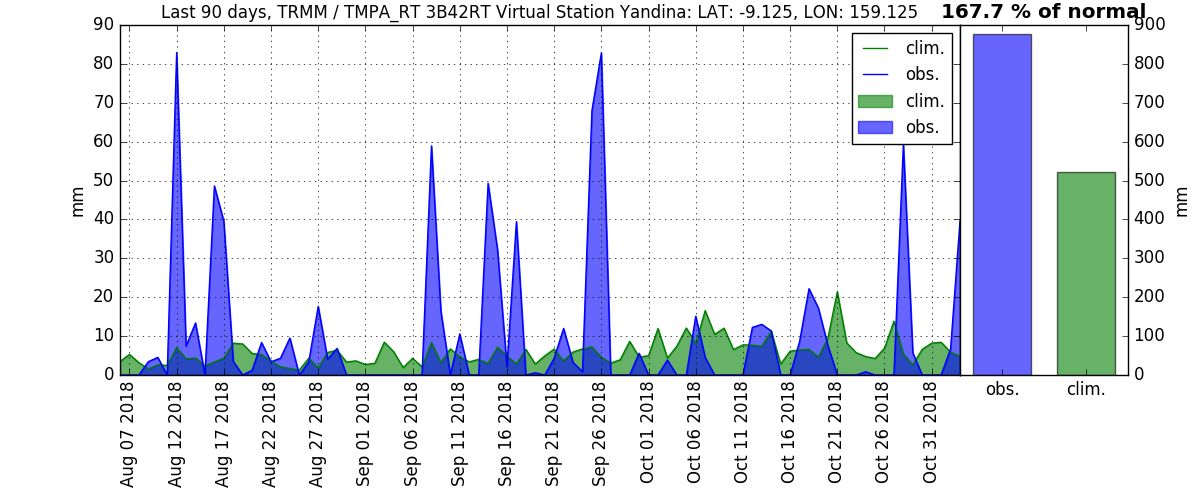 Last 90 days, TRMM / TMPA_RT 3B42RT Virtual Station Yandina: LAT: -9.125, LON: 159.125
167.7 % of normal
90
80
70
60
50
40
30
20
10
0
mm
clim.
obs.
clim.
obs.
Aug 07 2018
Aug 12 2018
Aug 17 2018
Aug 22 2018
Aug 27 2018
Sep 01 2018
Sep 06 2018
Sep 11 2018
Sep 16 2018
Sep 21 2018
Sep 26 2018
Oct 01 2018
Oct 06 2018
Oct 11 2018
Oct 16 2018
Oct 21 2018
Oct 26 2018
Oct 31 2018
900
800
700
600
500
400
300
200
100
0
mm
obs.
clim.